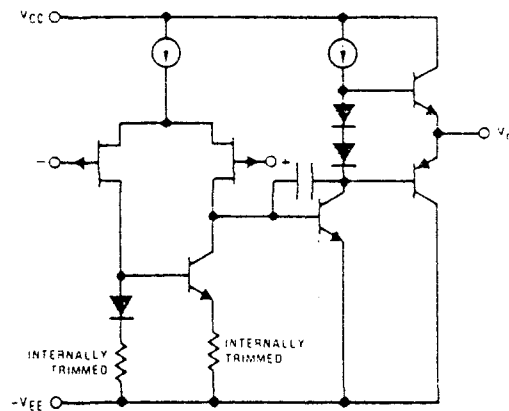 VCC
-
+
INTERNALLY
TRIMMED
INTERNALLY
TRIMMED
-VEE